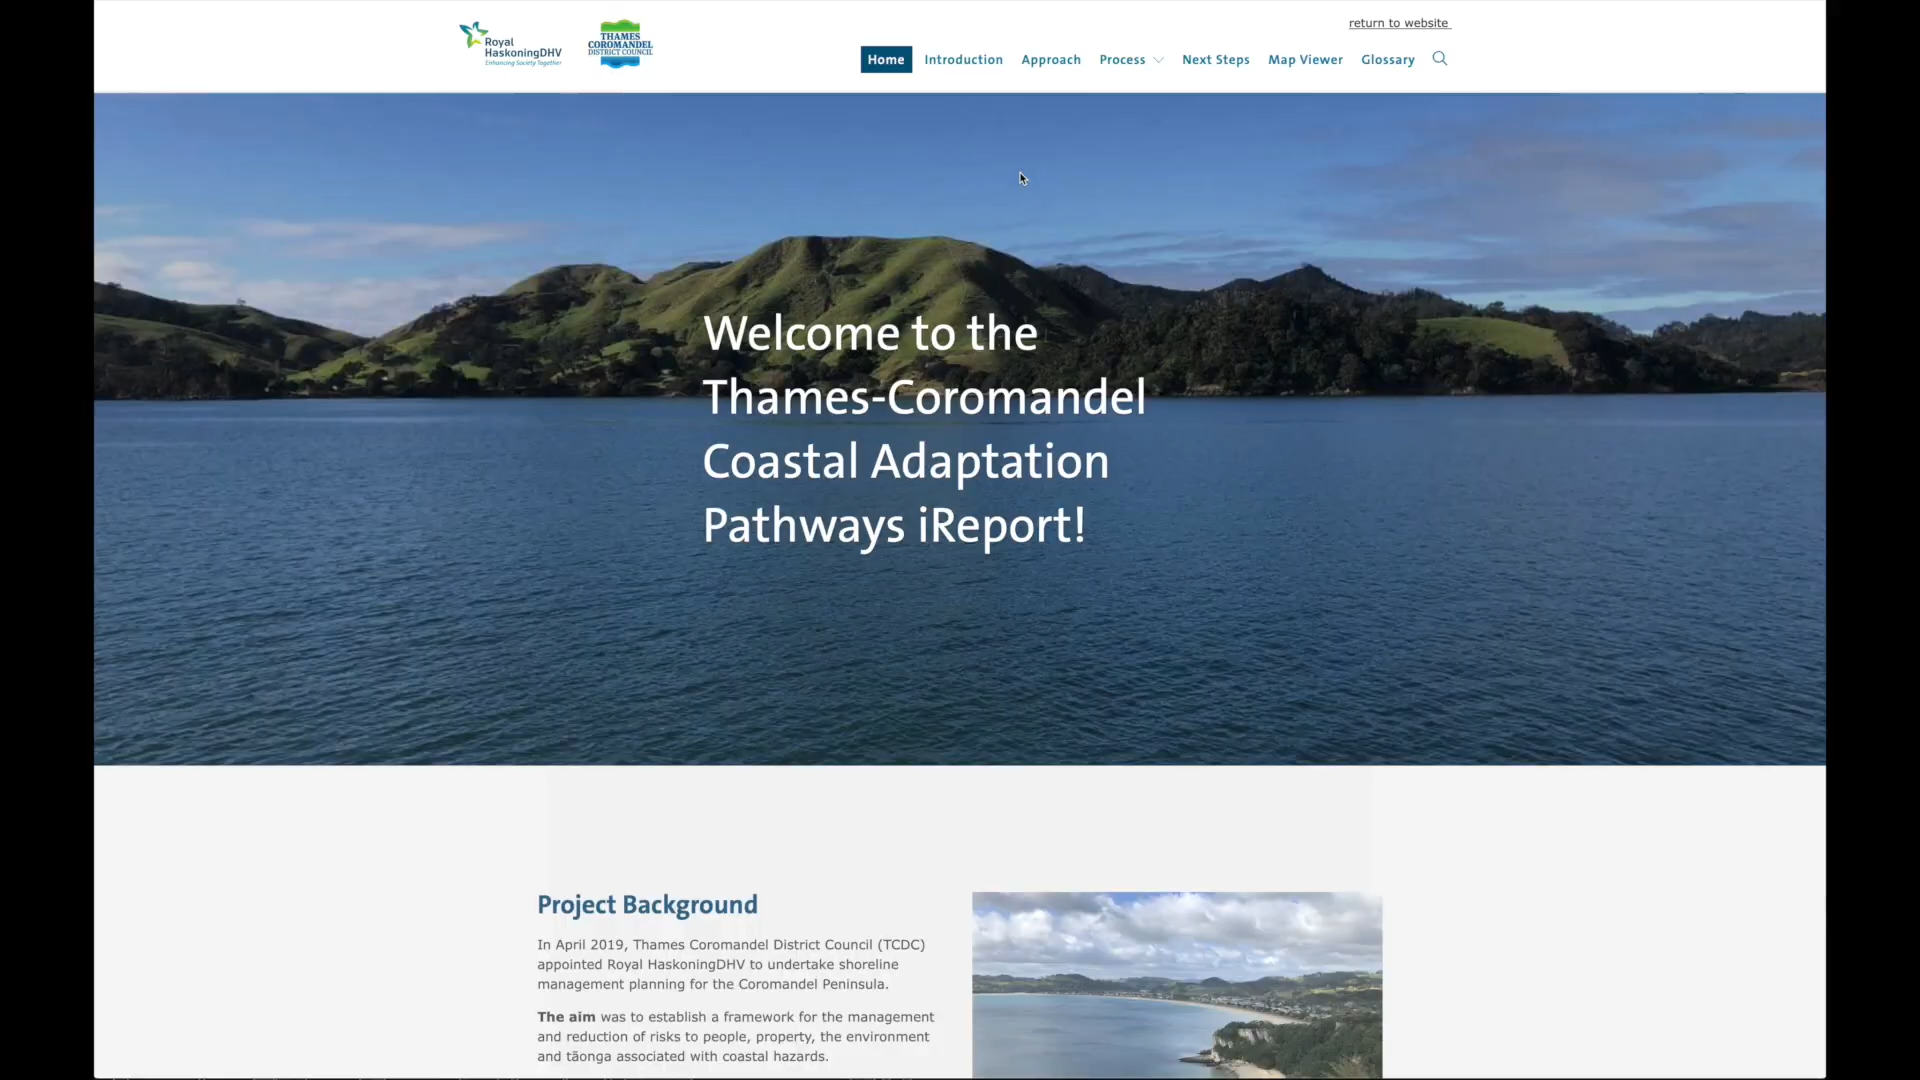 return to website
Royal
HaskoningDHV
Enhancing Society Together
THAMES
COROMANDEL
DISTRICT COUNCIL
Home Introduction Approach Process Next Steps Map Viewer Glossary
Welcome to the
Thames-Coromandel
Coastal Adaptation
Pathways iReport!
Project Background
In April 2019, Thames Coromandel District Council (TCDC)
appointed Royal HaskoningDHV to undertake shoreline
management planning for the Coromandel Peninsula.
The aim was to establish a framework for the management
and reduction of risks to people, property, the environment
and tāonga associated with coastal hazards.